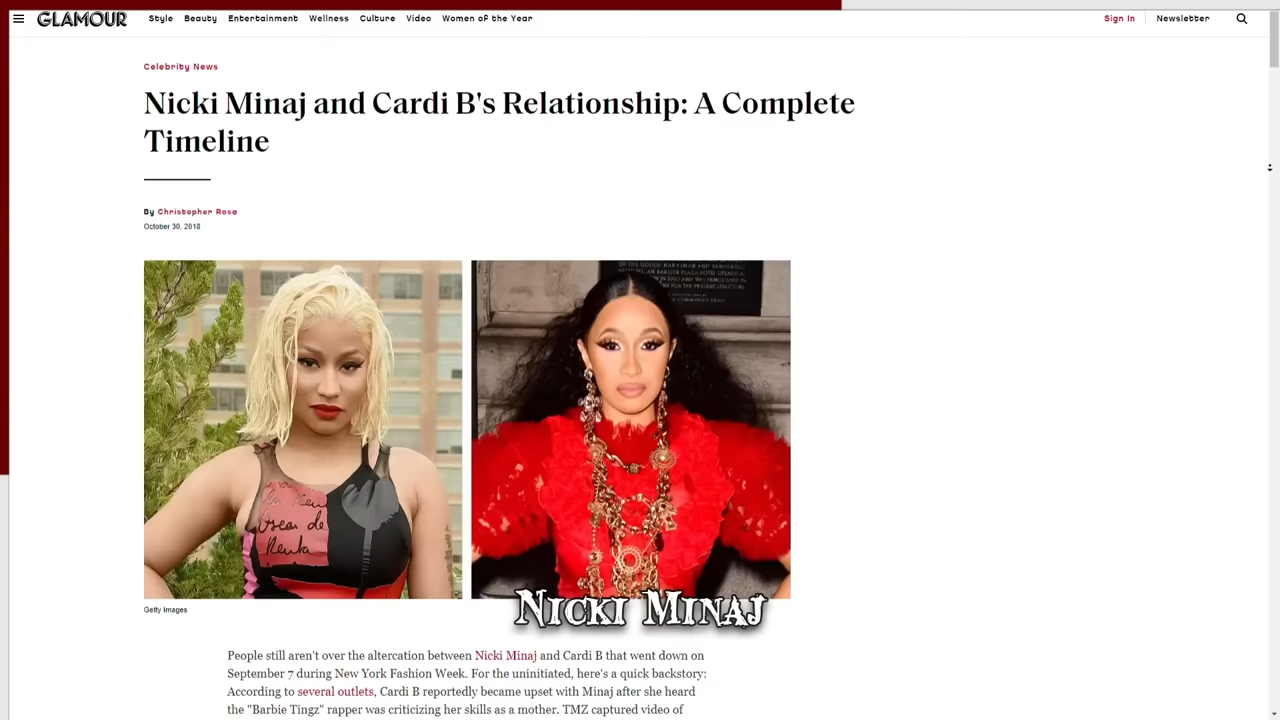 GLAMOUR
Style Beauty Entertainment Wellness Culture Video Women of the Year
Sign In Newsletter
Celebrity News
Nicki Minaj and Cardi B's Relationship: A Complete
Timeline
By Christopher Rosa
October 30, 2018
Oscar de
Renta
Getty Images
NICKI MINAJ
People still aren't over the altercation between Nicki Minaj and Cardi B that went down on
September 7 during New York Fashion Week. For the uninitiated, here's a quick backstory:
According to several outlets, Cardi B reportedly became upset with Minaj after she heard
the "Barbie Tingz" rapper was criticizing her skills as a mother. TMZ captured video of